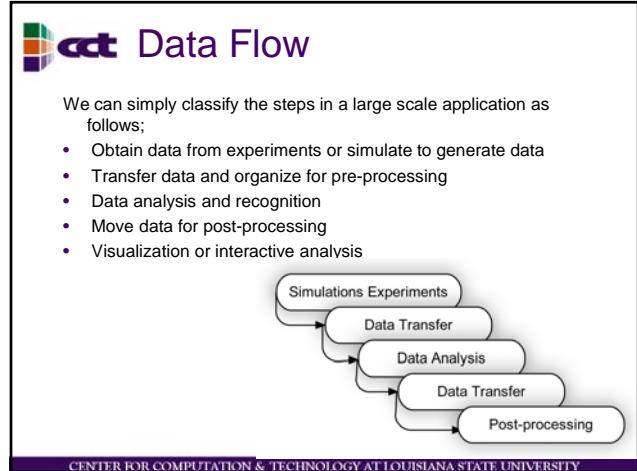 cct Data Flow
We can simply classify the steps in a large scale application as
follows;
• Obtain data from experiments or simulate to generate data
• Transfer data and organize for pre-processing
• Data analysis and recognition
• Move data for post-processing
• Visualization or interactive analysis
Simulations Experiments
Data Transfer
Data Analysis
Data Transfer
Post-processing
CENTER FOR COMPUTATION & TECHNOLOGY AT LOUISIANA STATE UNIVERSITY